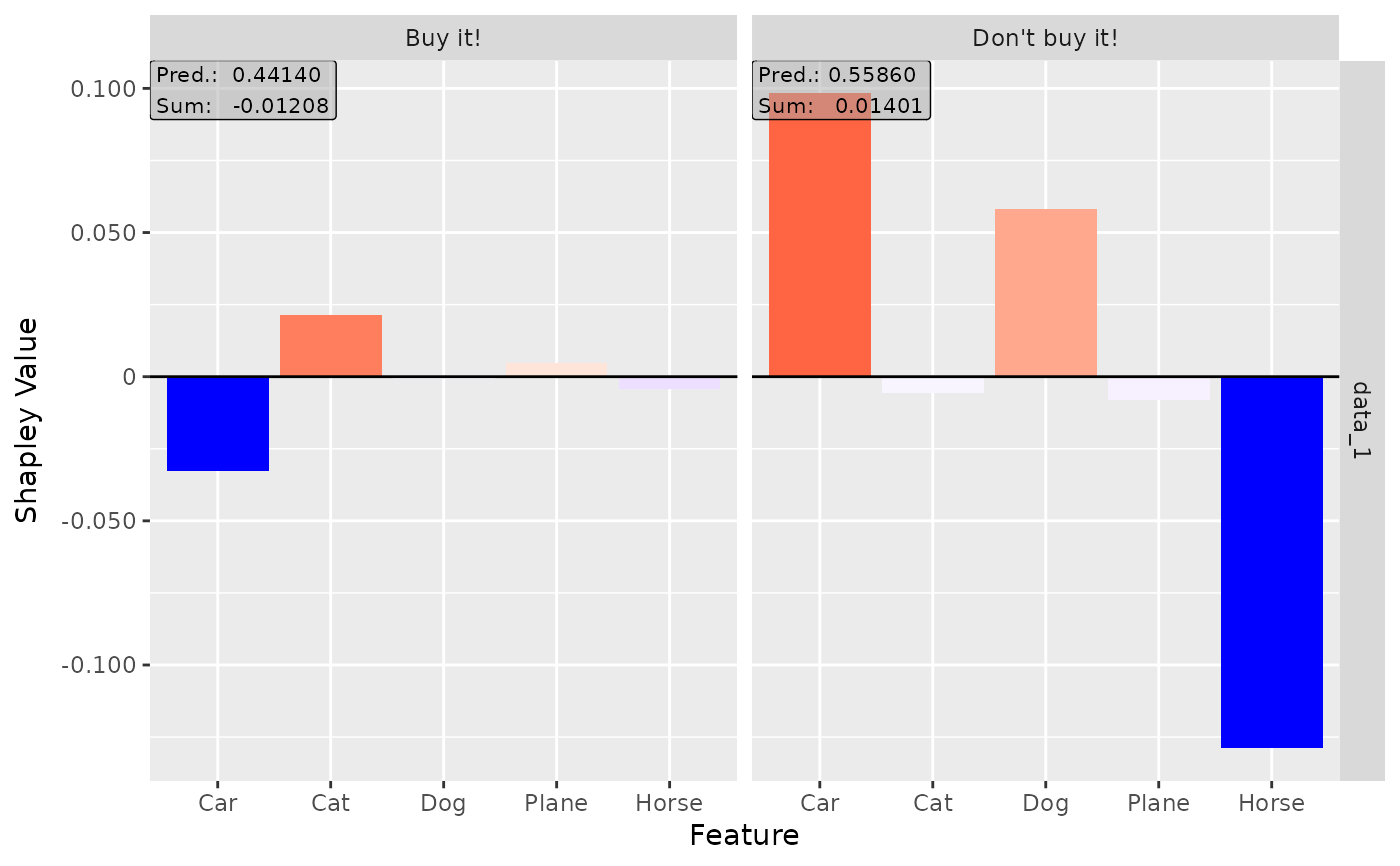 Buy it!
Don't buy it!
Pred.: 0.44140
Sum: -0.01208
Pred.: 0.55860
Sum: 0.01401
0.100
0.050
0
-0.050
-0.100
Shapley Value
data_1
Car Cat Dog Plane Horse
Car Cat Dog Plane Horse
Feature